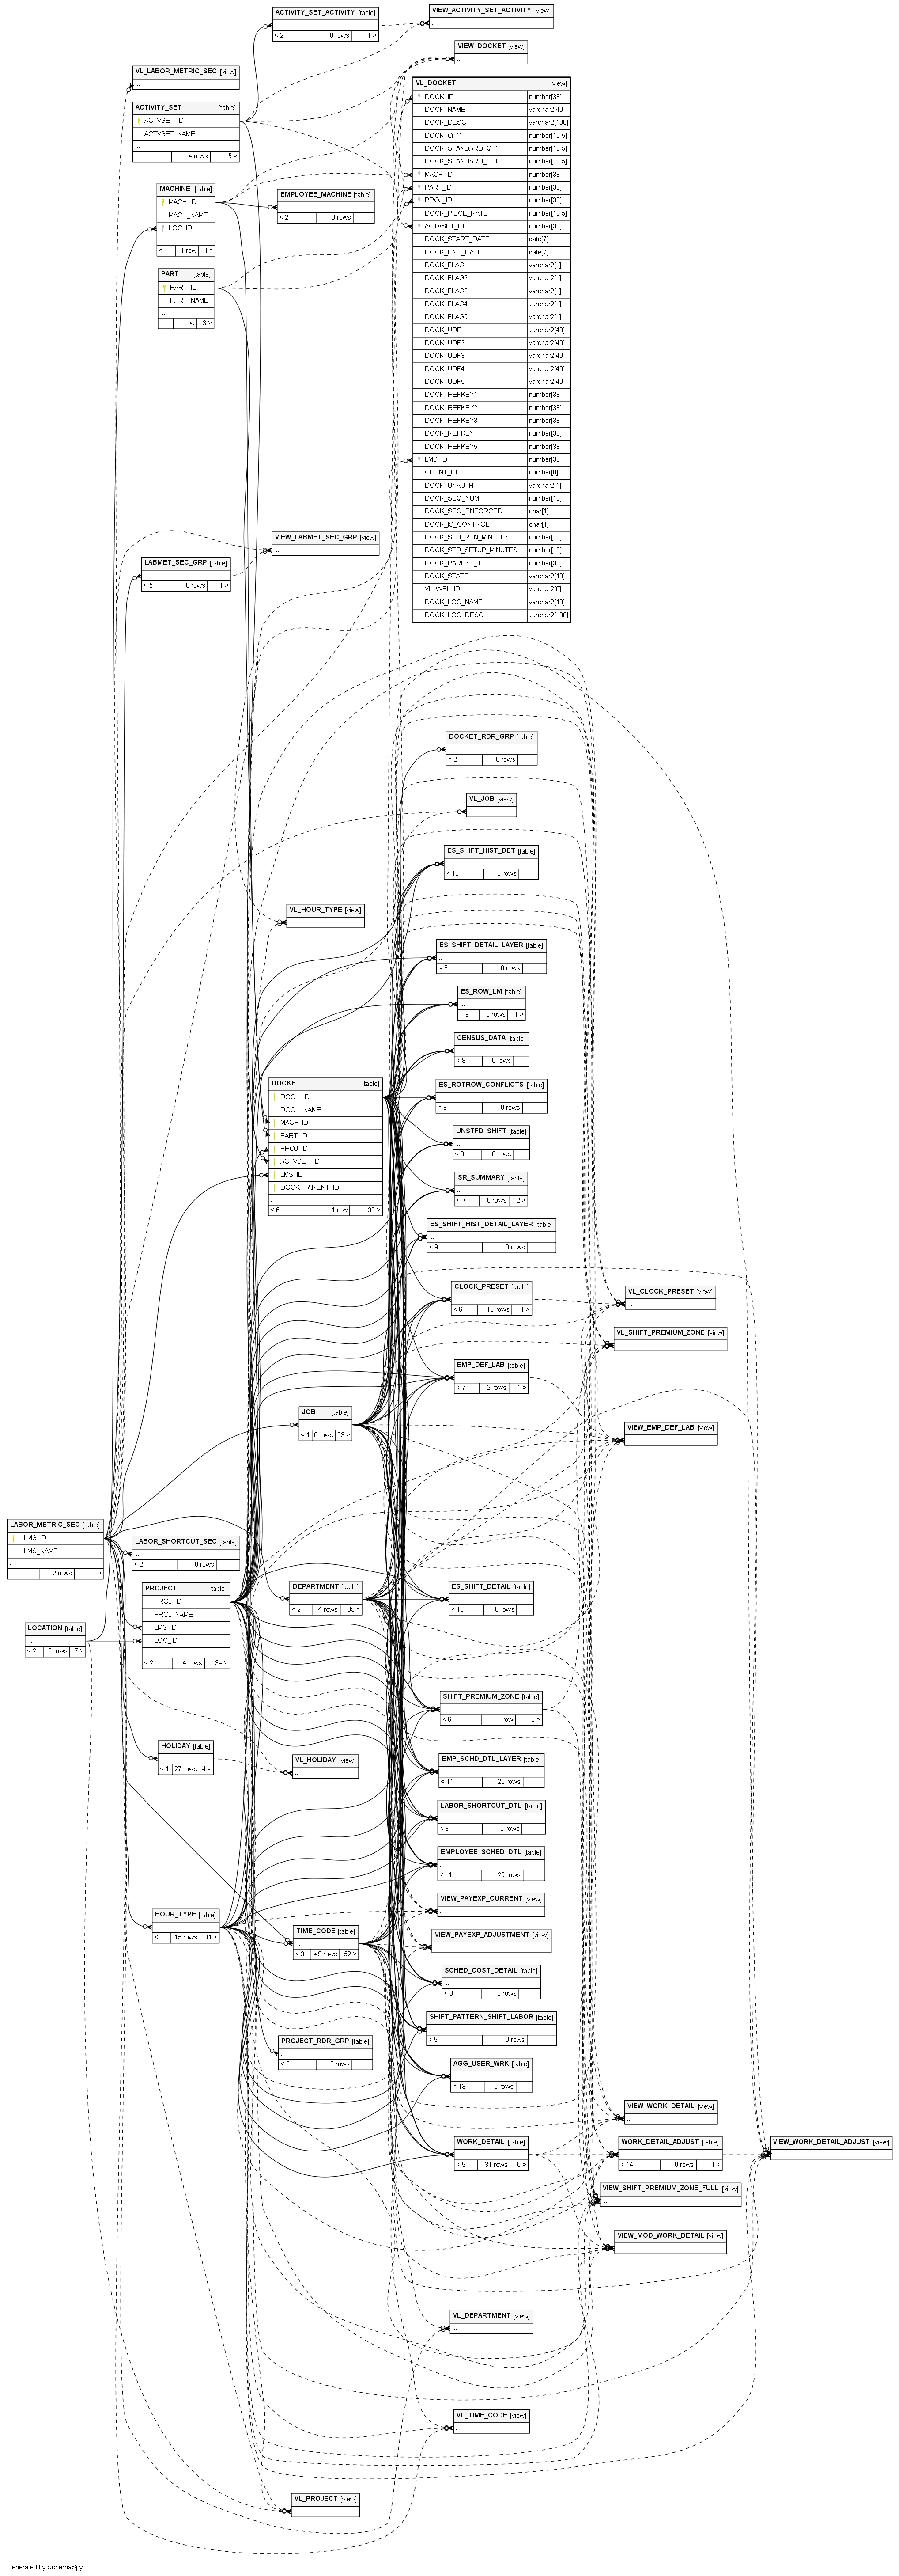 ACTIVITY_SET_ACTIVITY [table]
...
< 2 0 rows 1 >
VIEW_ACTIVITY_SET_ACTIVITY [view]
...
VIEW_DOCKET [view]
...
VL_LABOR_METRIC_SEC [view]
...
ACTIVITY_SET [table]
ACTVSET_ID
ACTVSET_NAME
...
4 rows 5 >
MACHINE [table]
MACH_ID
MACH_NAME
LOC_ID
...
< 1 1 row 4 >
EMPLOYEE_MACHINE [table]
...
< 2 0 rows
PART [table]
PART_ID
PART_NAME
...
1 row 3 >
VL_DOCKET [view]
DOCK_ID number[38]
DOCK_NAME varchar2[40]
DOCK_DESC varchar2[100]
DOCK_QTY number[10,5]
DOCK_STANDARD_QTY number[10,5]
DOCK_STANDARD_DUR number[10,5]
MACH_ID number[38]
PART_ID number[38]
PROJ_ID number[38]
DOCK_PIECE_RATE number[10,5]
ACTVSET_ID number[38]
DOCK_START_DATE date[7]
DOCK_END_DATE date[7]
DOCK_FLAG1 varchar2[1]
DOCK_FLAG2 varchar2[1]
DOCK_FLAG3 varchar2[1]
DOCK_FLAG4 varchar2[1]
DOCK_FLAG5 varchar2[1]
DOCK_UDF1 varchar2[40]
DOCK_UDF2 varchar2[40]
DOCK_UDF3 varchar2[40]
DOCK_UDF4 varchar2[40]
DOCK_UDF5 varchar2[40]
DOCK_REFKEY1 number[38]
DOCK_REFKEY2 number[38]
DOCK_REFKEY3 number[38]
DOCK_REFKEY4 number[38]
DOCK_REFKEY5 number[38]
LMS_ID number[38]
CLIENT_ID number[0]
DOCK_UNAUTH varchar2[1]
DOCK_SEQ_NUM number[10]
DOCK_SEQ_ENFORCED char[1]
DOCK_IS_CONTROL char[1]
DOCK_STD_RUN_MINUTES number[10]
DOCK_STD_SETUP_MINUTES number[10]
DOCK_PARENT_ID number[38]
DOCK_STATE varchar2[40]
VL_WBL_ID varchar2[0]
DOCK_LOC_NAME varchar2[40]
DOCK_LOC_DESC varchar2[100]
VIEW_LABMET_SEC_GRP [view]
...
LABMET_SEC_GRP [table]
...
< 5 0 rows 1 >
DOCKET_RDR_GRP [table]
...
< 2 0 rows
VL_JOB [view]
...
ES_SHIFT_HIST_DET [table]
...
< 10 0 rows
VL_HOUR_TYPE [view]
...
ES_SHIFT_DETAIL_LAYER [table]
...
< 8 0 rows
ES_ROW_LM [table]
...
< 9 0 rows 1 >
CENSUS_DATA [table]
...
< 8 0 rows
DOCKET [table]
DOCK_ID
DOCK_NAME
MACH_ID
PART_ID
PROJ_ID
ACTVSET_ID
LMS_ID
DOCK_PARENT_ID
...
< 6 1 row 33 >
ES_ROTROW_CONFLICTS [table]
...
< 8 0 rows
UNSTFD_SHIFT [table]
...
< 9 0 rows
SR_SUMMARY [table]
...
< 7 0 rows 2 >
ES_SHIFT_HIST_DETAIL_LAYER [table]
...
< 9 0 rows
CLOCK_PRESET [table]
...
< 6 10 rows 1 >
VL_CLOCK_PRESET [view]
...
VL_SHIFT_PREMIUM_ZONE [view]
...
EMP_DEF_LAB [table]
...
< 7 2 rows 1 >
JOB [table]
...
< 1 6 rows 93 >
VIEW_EMP_DEF_LAB [view]
...
LABOR_METRIC_SEC [table]
LMS_ID
LMS_NAME
...
2 rows 18 >
LABOR_SHORTCUT_SEC [table]
...
< 2 0 rows
PROJECT [table]
PROJ_ID
PROJ_NAME
LMS_ID
LOC_ID
...
< 2 4 rows 34 >
DEPARTMENT [table]
...
< 2 4 rows 35 >
ES_SHIFT_DETAIL [table]
...
< 16 0 rows
LOCATION [table]
...
< 2 0 rows 7 >
SHIFT_PREMIUM_ZONE [table]
...
< 6 1 row 6 >
HOLIDAY [table]
...
< 1 27 rows 4 >
VL_HOLIDAY [view]
...
EMP_SCHD_DTL_LAYER [table]
...
< 11 20 rows
LABOR_SHORTCUT_DTL [table]
...
< 8 0 rows
EMPLOYEE_SCHED_DTL [table]
...
< 11 25 rows
VIEW_PAYEXP_CURRENT [view]
...
HOUR_TYPE [table]
...
< 1 15 rows 34 >
TIME_CODE [table]
...
< 3 49 rows 52 >
VIEW_PAYEXP_ADJUSTMENT [view]
...
SCHED_COST_DETAIL [table]
...
< 8 0 rows
SHIFT_PATTERN_SHIFT_LABOR [table]
...
< 9 0 rows
PROJECT_RDR_GRP [table]
...
< 2 0 rows
AGG_USER_WRK [table]
...
< 13 0 rows
VIEW_WORK_DETAIL [view]
...
WORK_DETAIL [table]
...
< 9 31 rows 6 >
WORK_DETAIL_ADJUST [table]
...
< 14 0 rows 1 >
VIEW_WORK_DETAIL_ADJUST [view]
...
VIEW_SHIFT_PREMIUM_ZONE_FULL [view]
...
VIEW_MOD_WORK_DETAIL [view]
...
VL_DEPARTMENT [view]
...
VL_TIME_CODE [view]
...
VL_PROJECT [view]
...
Generated by SchemaSpy